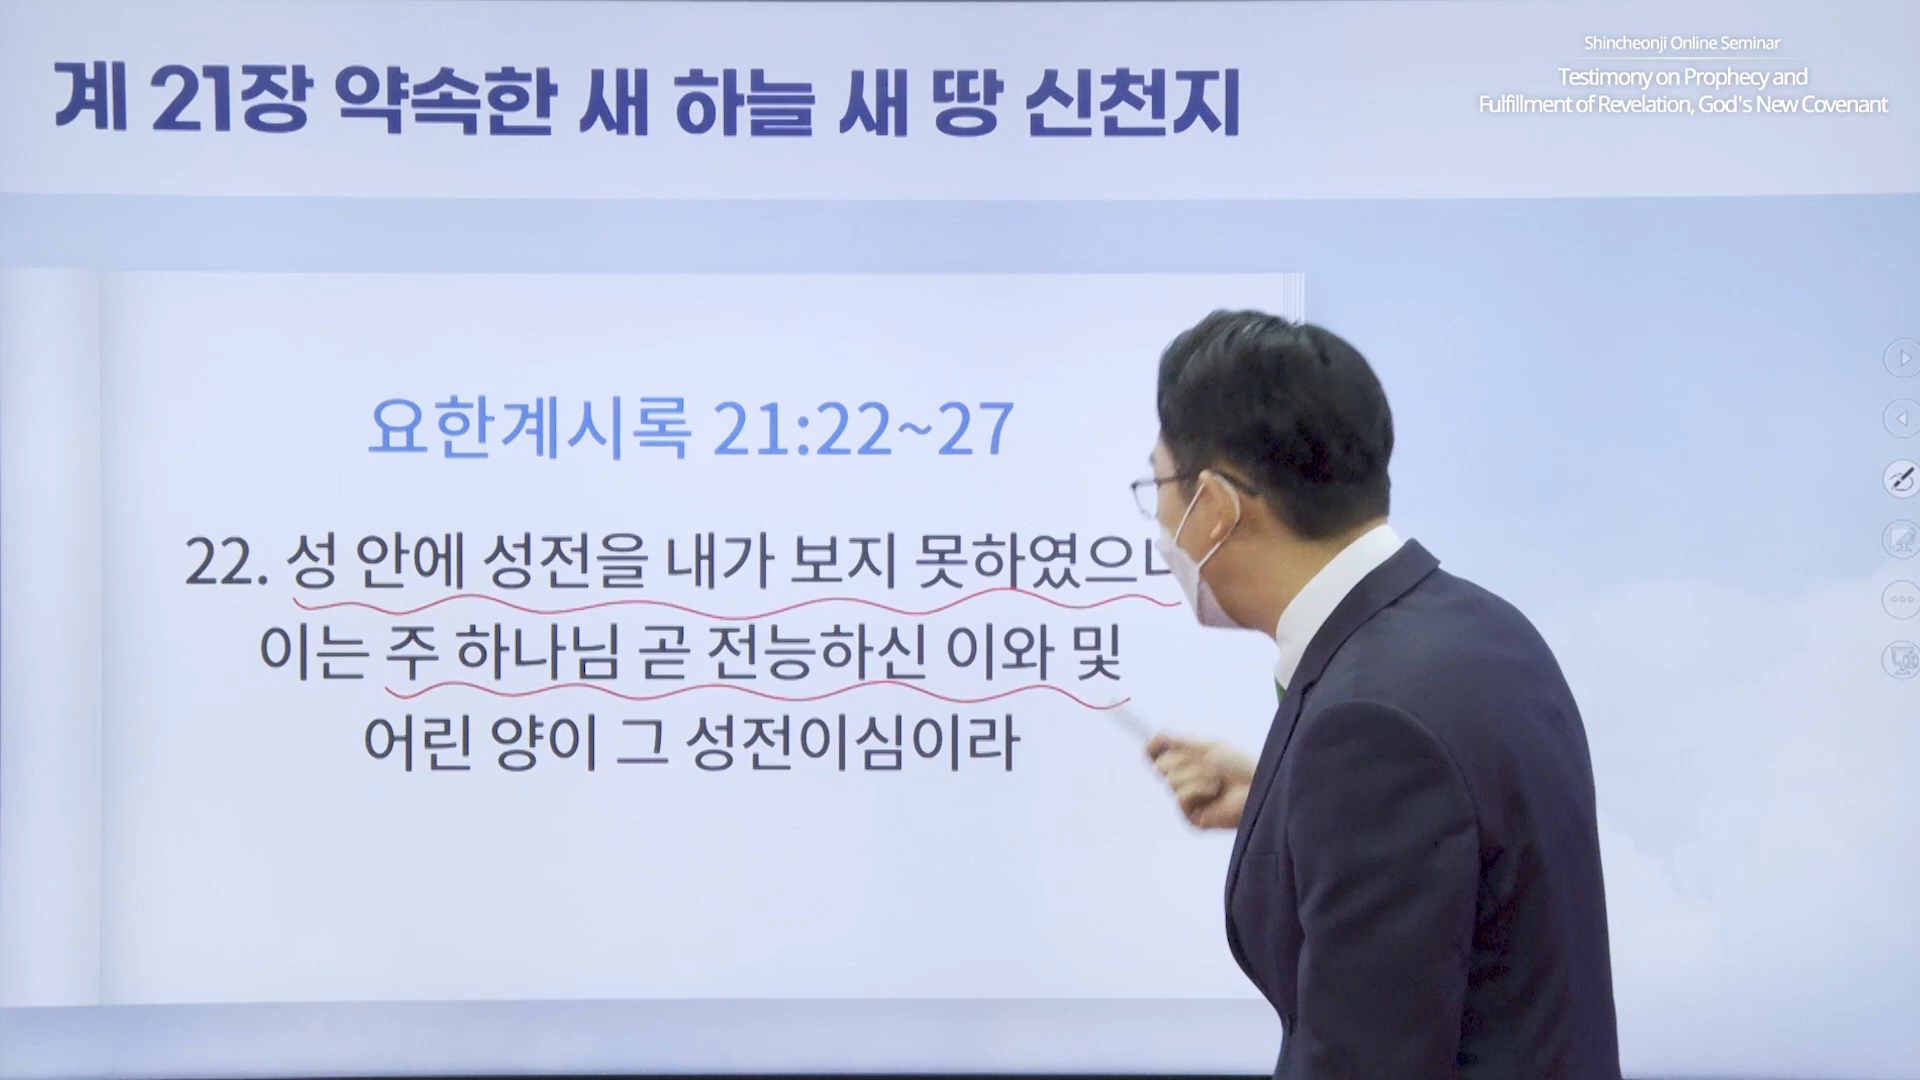 Shincheonji Online Seminar
Testimony on Prophecy and
Fulfillment of Revelation, God's New Covenant
계 21장 약속한 새 하늘 새 땅 신천지
요한계시록 21:22~27
22. 성 안에 성전을 내가 보지 못하였으
이는 주 하나님 곧 전능하신 이와 및
어린 양이 그 성전이심이라